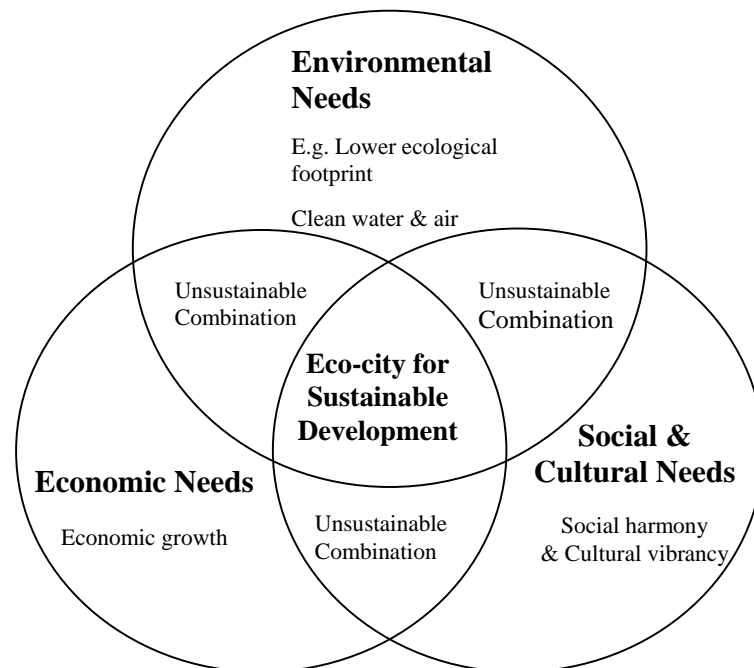 Environmental
Needs
E.g. Lower ecological
footprint
Clean water & air
Unsustainable
Combination
Unsustainable
Combination
Eco-city for
Sustainable
Development
Economic Needs
Economic growth
Social &
Cultural Needs
Social harmony
& Cultural vibrancy
Unsustainable
Combination